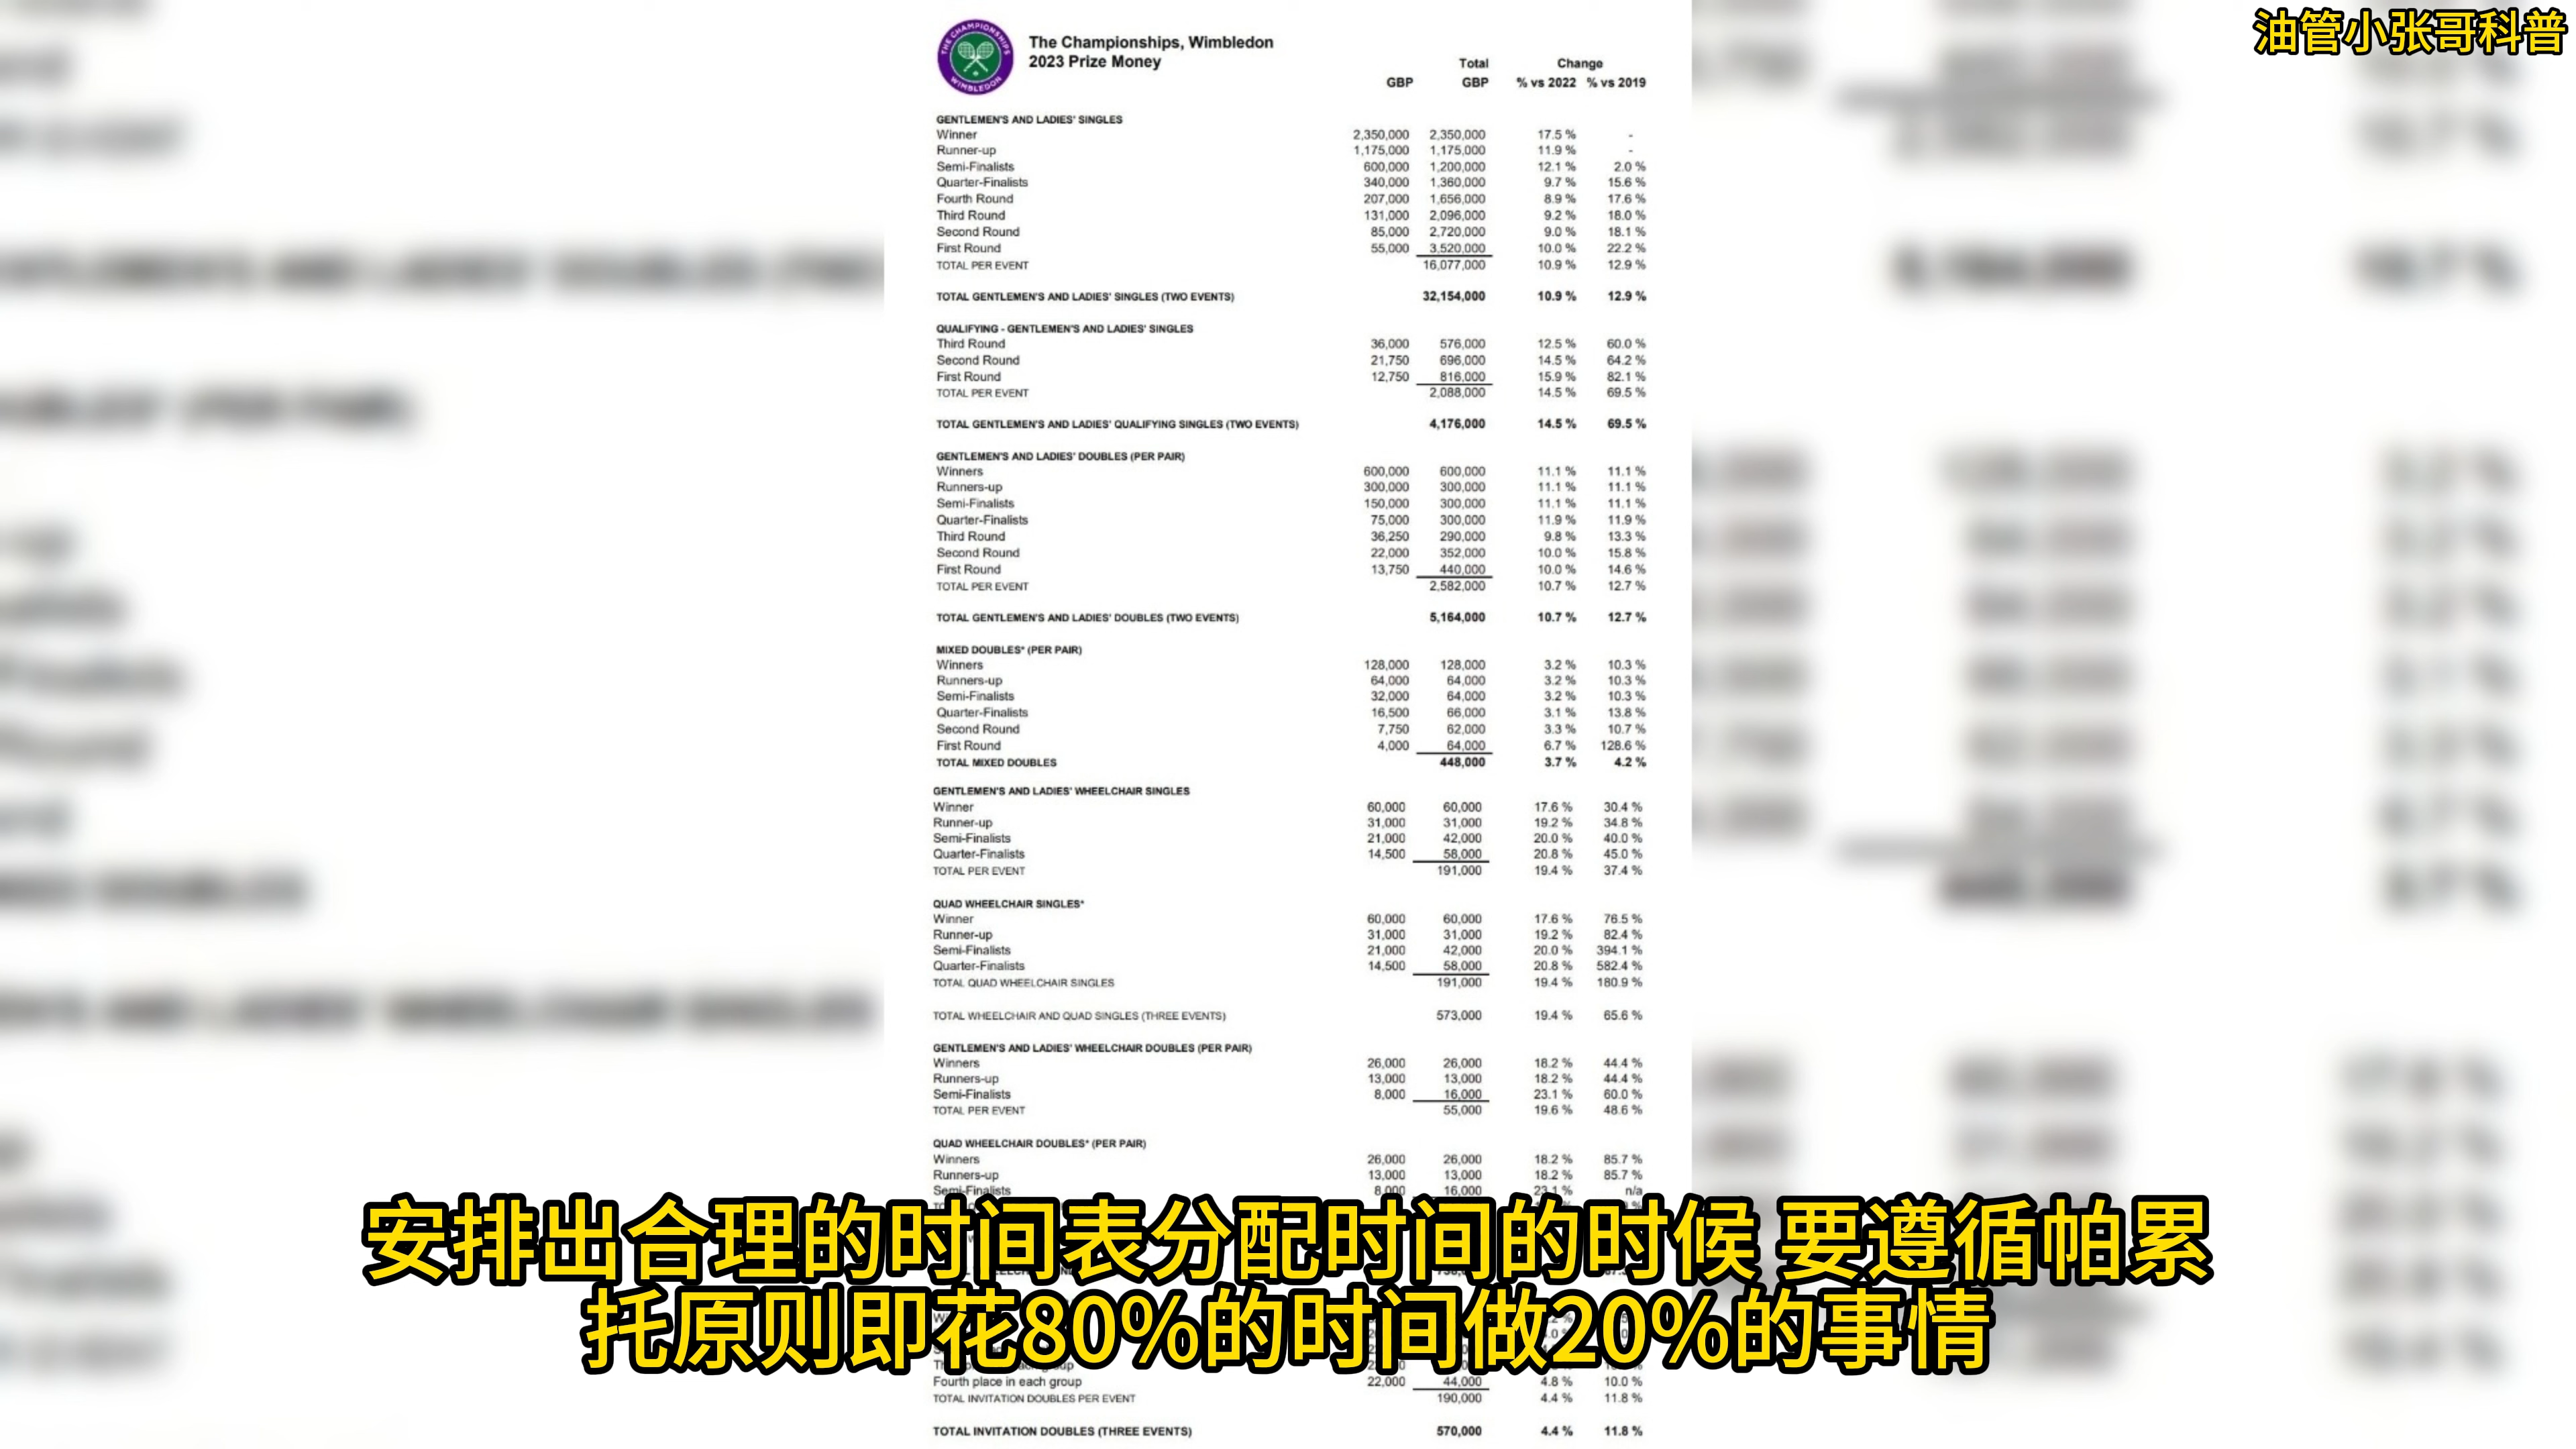 油管小张哥科普
THE CHAMPIONSHIPS
WIMBLEDON
The Championships, Wimbledon
2023 Prize Money
Total Change
GBP GBP % vs 2022 % vs 2019
GENTLEMEN'S AND LADIES' SINGLES
Winner 2,350,000 2,350,000 17.5 % -
Runner-up 1,175,000 1,175,000 11.9 % -
Semi-Finalists 600,000 1,200,000 12.1 % 2.0 %
Quarter-Finalists 340,000 1,360,000 9.7 % 15.6 %
Fourth Round 207,000 1,656,000 8.9 % 17.6 %
Third Round 131,000 2,096,000 9.2 % 18.0 %
Second Round 85,000 2,720,000 9.0 % 18.1 %
First Round 55,000 3,520,000 10.0 % 22.2 %
TOTAL PER EVENT 16,077,000 10.9 % 12.9 %
TOTAL GENTLEMEN'S AND LADIES' SINGLES (TWO EVENTS) 32,154,000 10.9 % 12.9 %
QUALIFYING - GENTLEMEN'S AND LADIES' SINGLES
Third Round 36,000 576,000 12.5 % 60.0 %
Second Round 21,750 696,000 14.5 % 64.2 %
First Round 12,750 816,000 15.9 % 82.1 %
TOTAL PER EVENT 2,088,000 14.5 % 69.5 %
TOTAL GENTLEMEN'S AND LADIES' QUALIFYING SINGLES (TWO EVENTS) 4,176,000 14.5 % 69.5 %
GENTLEMEN'S AND LADIES' DOUBLES (PER PAIR)
Winners 600,000 600,000 11.1 % 11.1 %
Runners-up 300,000 300,000 11.1 % 11.1 %
Semi-Finalists 150,000 300,000 11.1 % 11.1 %
Quarter-Finalists 75,000 300,000 11.9 % 11.9 %
Third Round 36,250 290,000 9.8 % 13.3 %
Second Round 22,000 352,000 10.0 % 15.8 %
First Round 13,750 440,000 10.0 % 14.6 %
TOTAL PER EVENT 2,582,000 10.7 % 12.7 %
TOTAL GENTLEMEN'S AND LADIES' DOUBLES (TWO EVENTS) 5,164,000 10.7 % 12.7 %
MIXED DOUBLES* (PER PAIR)
Winners 128,000 128,000 3.2 % 10.3 %
Runners-up 64,000 64,000 3.2 % 10.3 %
Semi-Finalists 32,000 64,000 3.2 % 10.3 %
Quarter-Finalists 16,500 66,000 3.1 % 13.8 %
Second Round 7,750 62,000 3.3 % 10.7 %
First Round 4,000 64,000 6.7 % 128.6 %
TOTAL MIXED DOUBLES 448,000 3.7 % 4.2 %
GENTLEMEN'S AND LADIES' WHEELCHAIR SINGLES
Winner 60,000 60,000 17.6 % 30.4 %
Runner-up 31,000 31,000 19.2 % 34.8 %
Semi-Finalists 21,000 42,000 20.0 % 40.0 %
Quarter-Finalists 14,500 58,000 20.8 % 45.0 %
TOTAL PER EVENT 191,000 19.4 % 37.4 %
QUAD WHEELCHAIR SINGLES*
Winner 60,000 60,000 17.6 % 76.5 %
Runner-up 31,000 31,000 19.2 % 82.4 %
Semi-Finalists 21,000 42,000 20.0 % 394.1 %
Quarter-Finalists 14,500 58,000 20.8 % 582.4 %
TOTAL QUAD WHEELCHAIR SINGLES 191,000 19.4 % 180.9 %
TOTAL WHEELCHAIR AND QUAD SINGLES (THREE EVENTS) 573,000 19.4 % 65.6 %
GENTLEMEN'S AND LADIES' WHEELCHAIR DOUBLES (PER PAIR)
Winners 26,000 26,000 18.2 % 44.4 %
Runners-up 13,000 13,000 18.2 % 44.4 %
Semi-Finalists 8,000 16,000 23.1 % 60.0 %
TOTAL PER EVENT 55,000 19.6 % 48.6 %
QUAD WHEELCHAIR DOUBLES* (PER PAIR)
Winners 26,000 26,000 18.2 % 85.7 %
Runners-up 13,000 13,000 18.2 % 85.7 %
Semi-Finalists 8,000 16,000 23.1 % n/a
安排出合理的时间表分配时间的时候 要遵循帕累
托原则即花80%的时间做20%的事情
Fourth place in each group 22,000 44,000 4.8 % 10.0 %
TOTAL INVITATION DOUBLES PER EVENT 190,000 4.4 % 11.8 %
TOTAL INVITATION DOUBLES (THREE EVENTS) 570,000 4.4 % 11.8 %